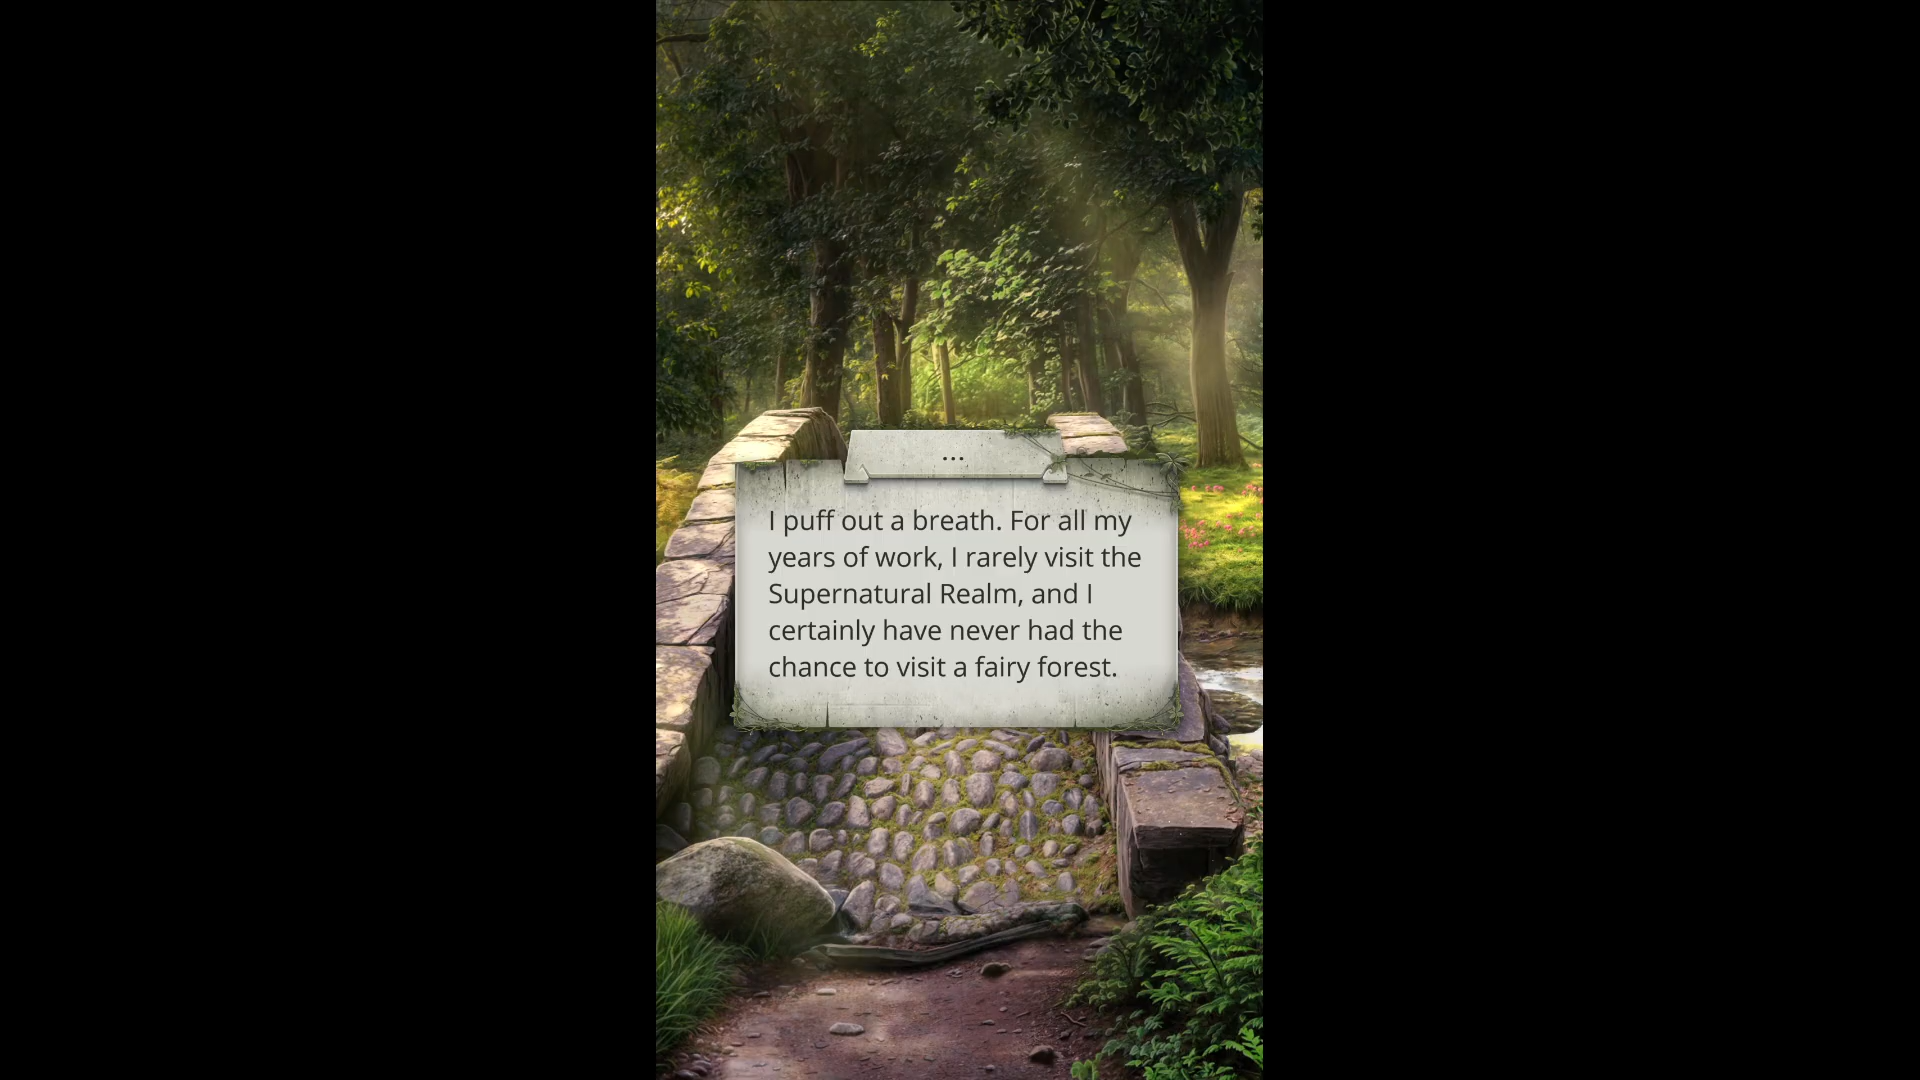 ...
I puff out a breath. For all my
years of work, I rarely visit the
Supernatural Realm, and I
certainly have never had the
chance to visit a fairy forest.